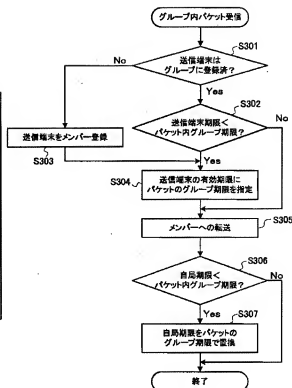 グループ内パケット受信
S301
送信端末は
グループに登録済?
No
Yes
S302
送信端末期限<
パケット内グループ期限?
No
Yes
送信端末をメンバー登録
S303
S304
送信端末の有効期限に
パケットのグループ期限を指定
S305
メンバーへの転送
S306
自局期限<
パケット内グループ期限?
No
Yes
S307
自局期限をパケットの
グループ期限で置換
終了